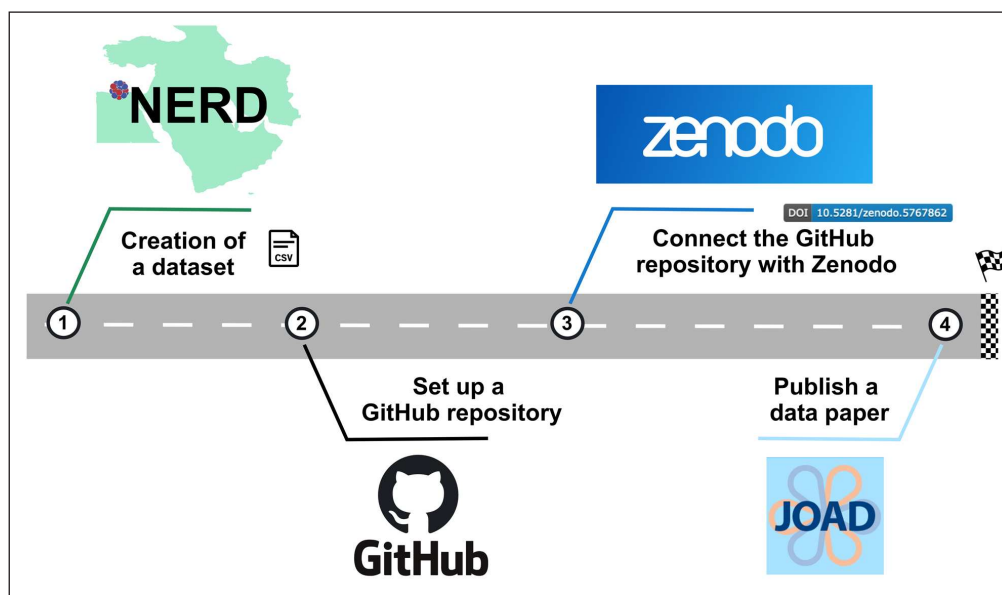 NERD
zenodo
DOI 10.5281/zenodo.5767862
Creation of
a dataset
CSV
Connect the GitHub
repository with Zenodo
1
2
3
4
Set up a
GitHub repository
Publish a
data paper
GitHub
JOAD